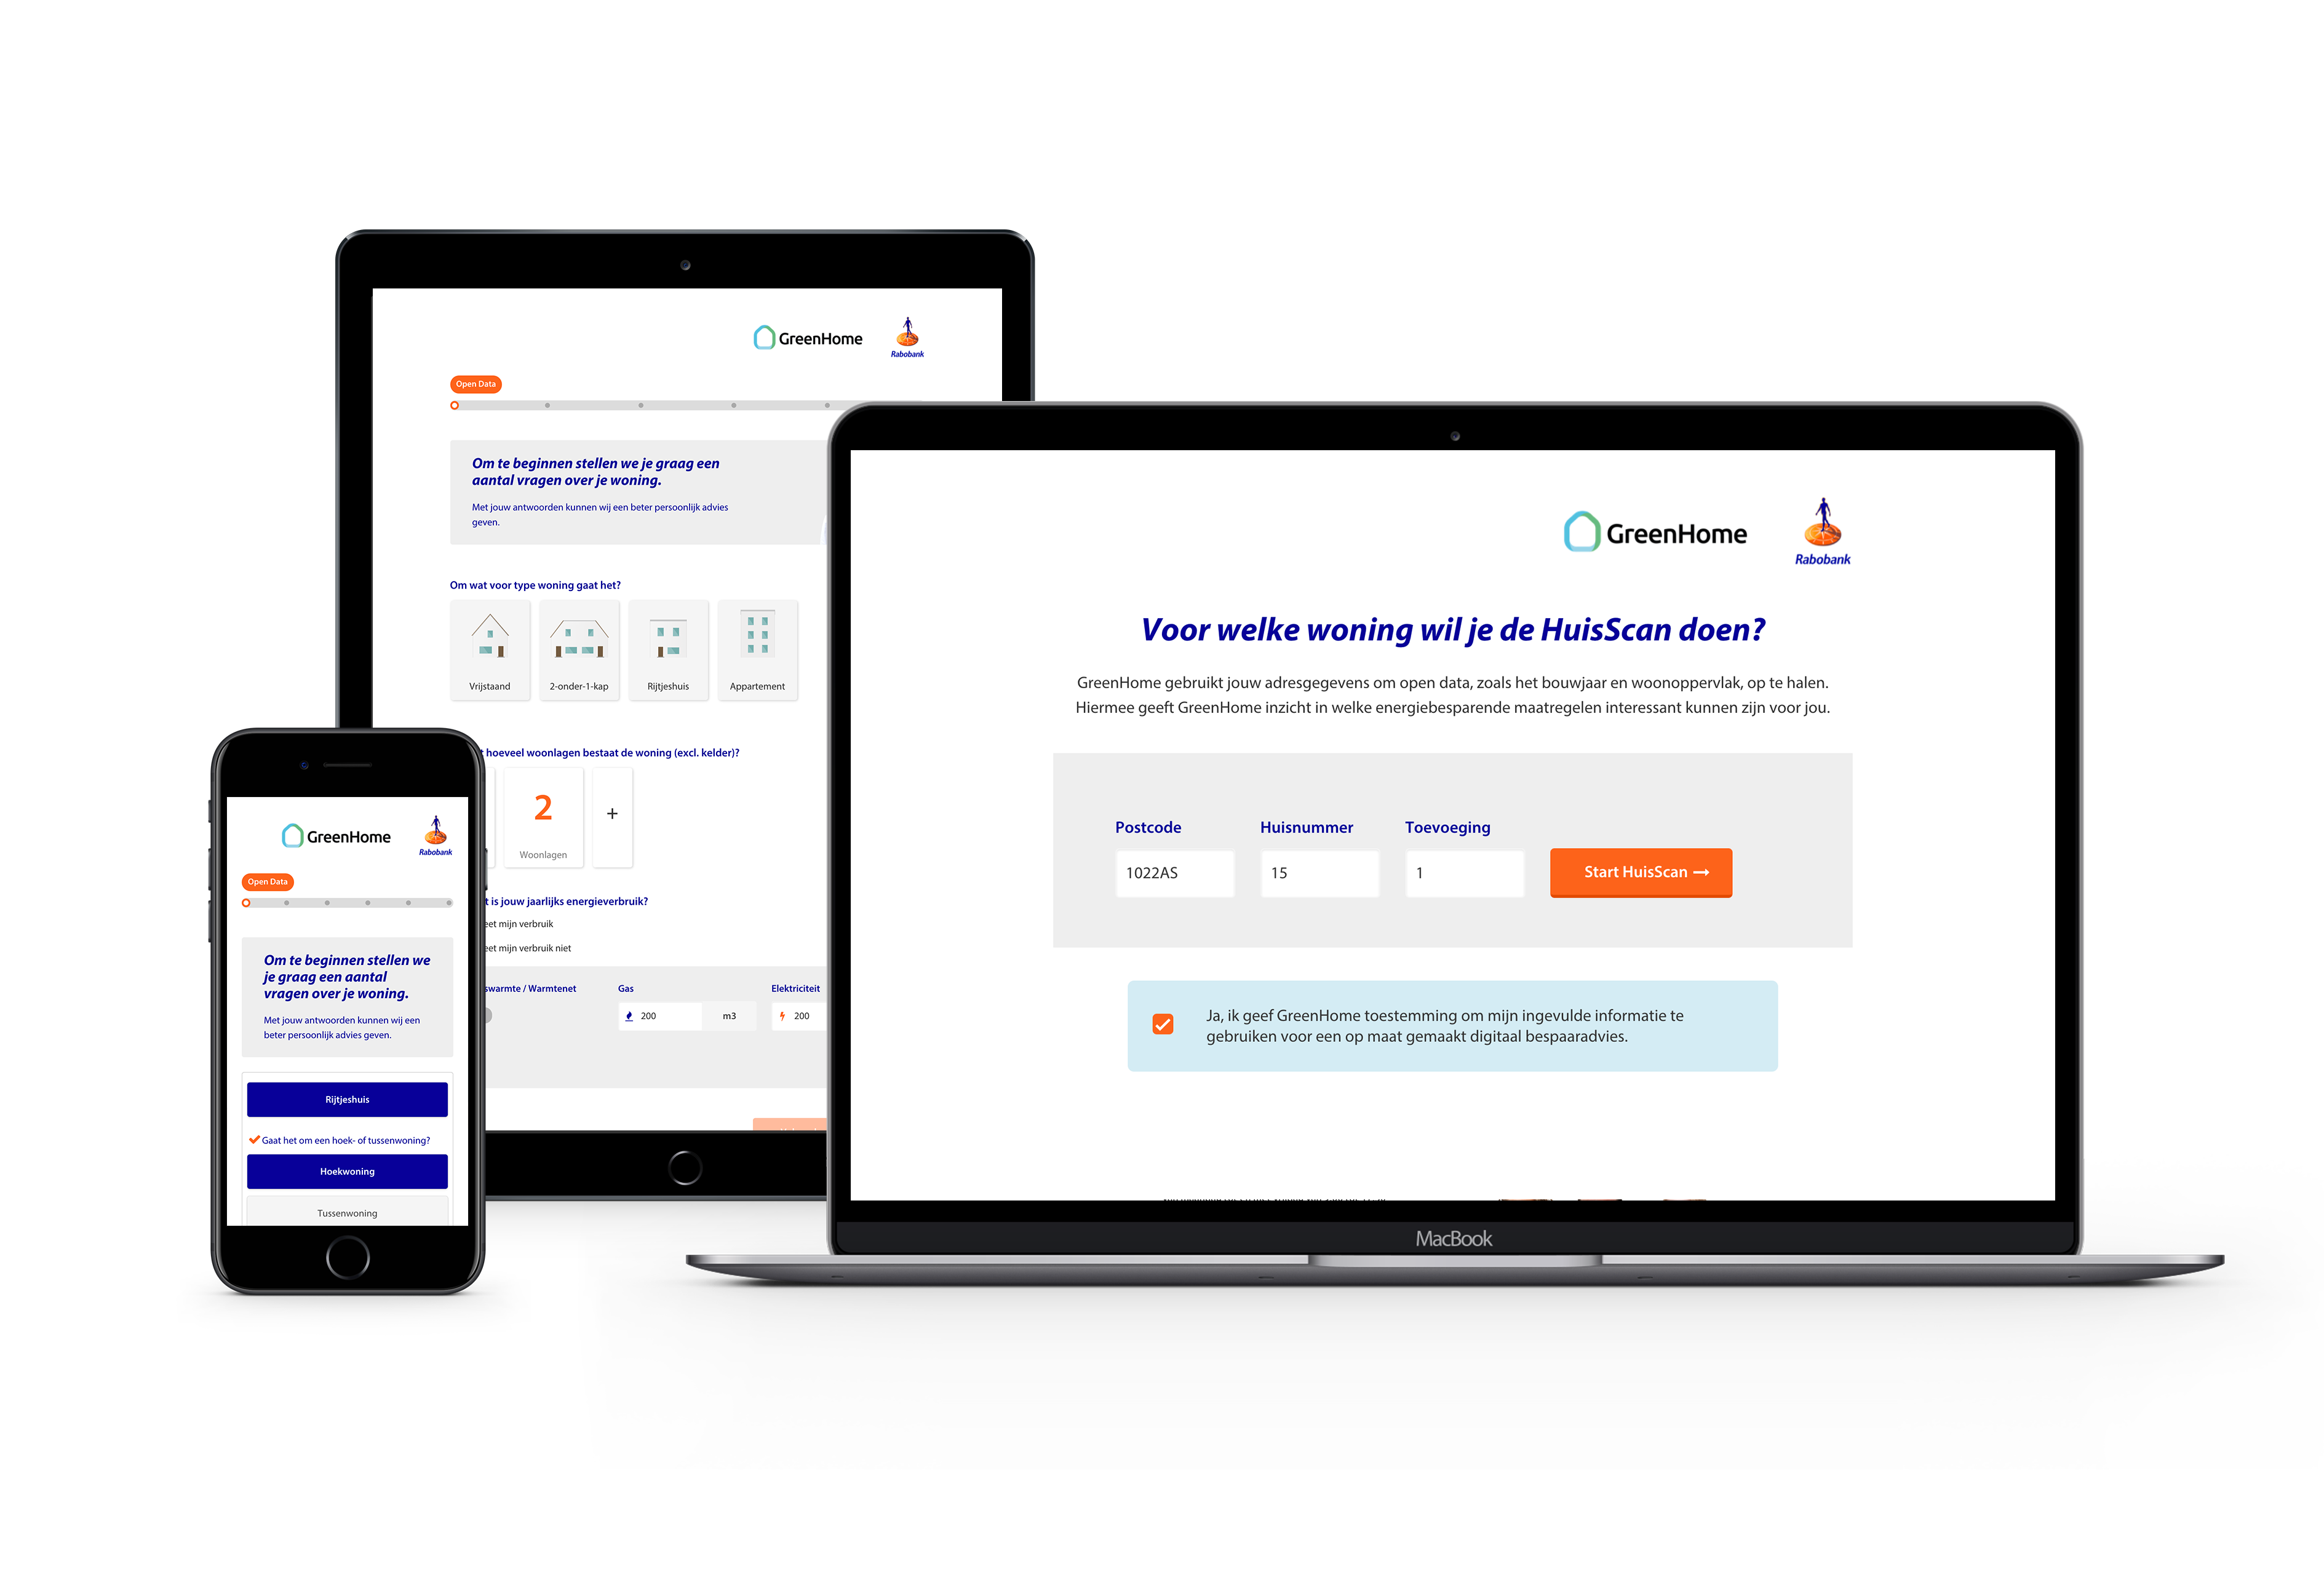 GreenHome
Rabobank
Open Data
Om te beginnen stellen we je graag een
aantal vragen over je woning.
Met jouw antwoorden kunnen wij een beter persoonlijk advies
geven.
Om wat voor type woning gaat het?
Vrijstaand
2-onder-1-kap
Rijtjeshuis
Appartement
hoeveel woonlagen bestaat de woning (excl. kelder)?
2
+
Woonlagen
is jouw jaarlijks energieverbruik?
mijn verbruik
mijn verbruik niet
/ Warmtenet
Gas
Elektriciteit
200
m3
200
GreenHome
Rabobank
Open Data
Om te beginnen stellen we
je graag een aantal
vragen over je woning.
Met jouw antwoorden kunnen wij een
beter persoonlijk advies geven.
Rijtjeshuis
Gaat het om een hoek- of tussenwoning?
Hoekwoning
Tussenwoning
GreenHome
Rabobank
Voor welke woning wil je de HuisScan doen?
GreenHome gebruikt jouw adresgegevens om open data, zoals het bouwjaar en woonoppervlak, op te halen.
Hiermee geeft GreenHome inzicht in welke energiebesparende maatregelen interessant kunnen zijn voor jou.
Postcode
Huisnummer
Toevoeging
1022AS
15
1
Start HuisScan →
Ja, ik geef GreenHome toestemming om mijn ingevulde informatie te
gebruiken voor een op maat gemaakt digitaal bespaaradvies.
MacBook